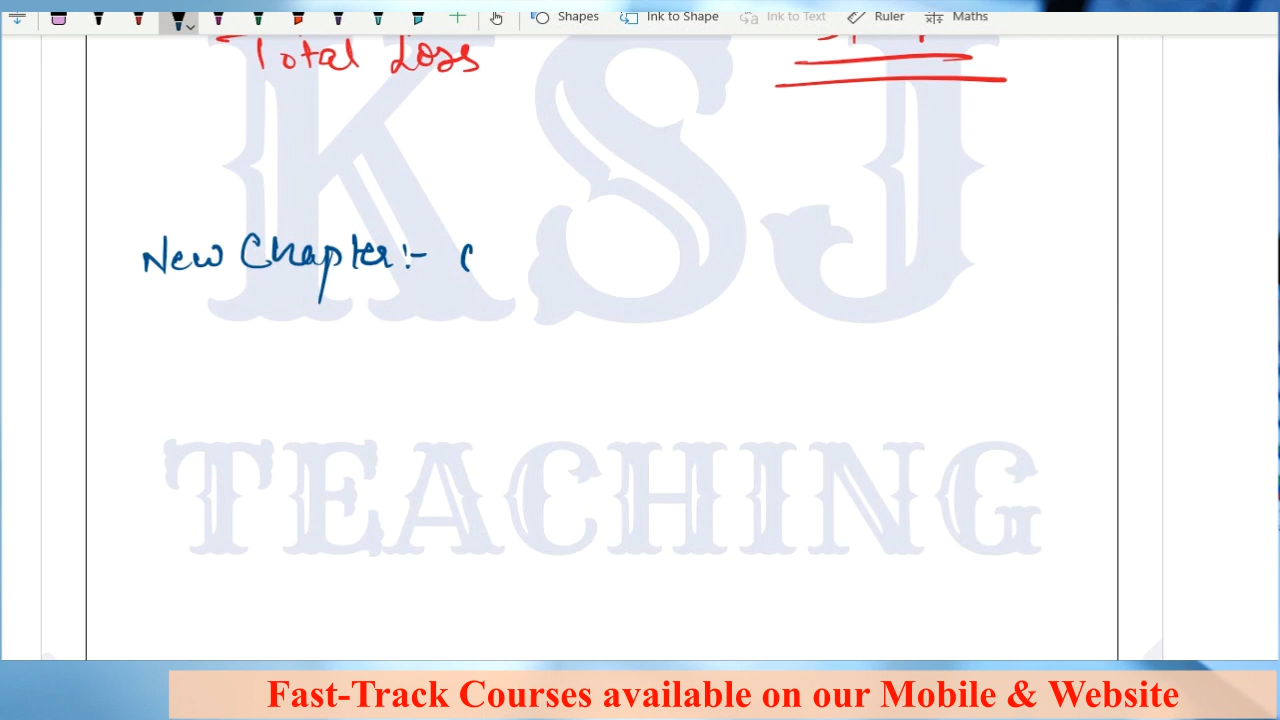 Shapes Ink to Shape Ink to Text Ruler Maths
Total Loss
KSJ
New Chapter:- C
TEACHING
Fast-Track Courses available on our Mobile & Website